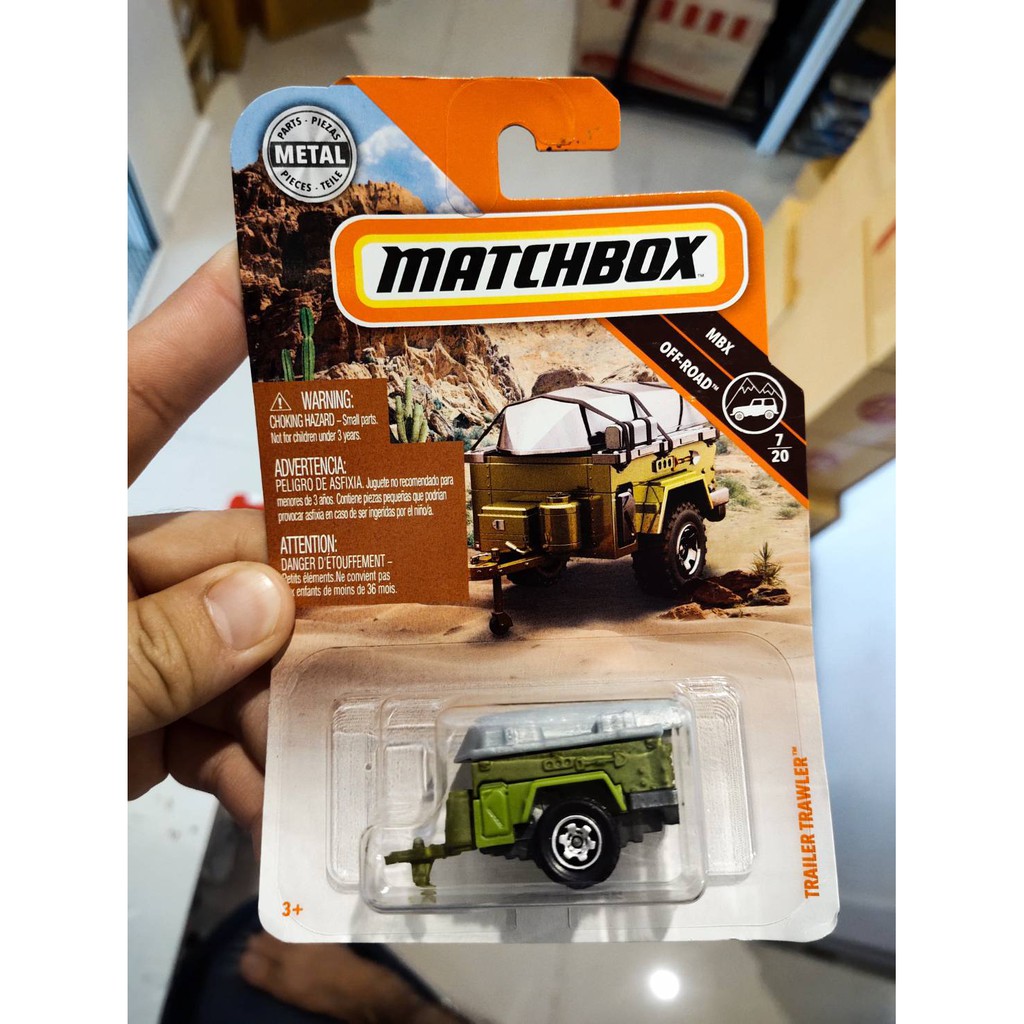 PARTS · PIEZAS
METAL
PIECES · TEILE
MATCHBOX™
MBX
OFF-ROAD™
7
20
WARNING:
CHOKING HAZARD – Small parts.
Not for children under 3 years.
ADVERTENCIA:
PELIGRO DE ASFIXIA. Juguete no recomendado para
menores de 3 años. Contiene piezas pequeñas que podrían
provocar asfixia en caso de ser ingeridas por el niño/a.
ATTENTION:
DANGER D'ÉTOUFFEMENT –
Petits éléments. Ne convient pas
enfants de moins de 36 mois.
TRAILER TRAWLER™
3+